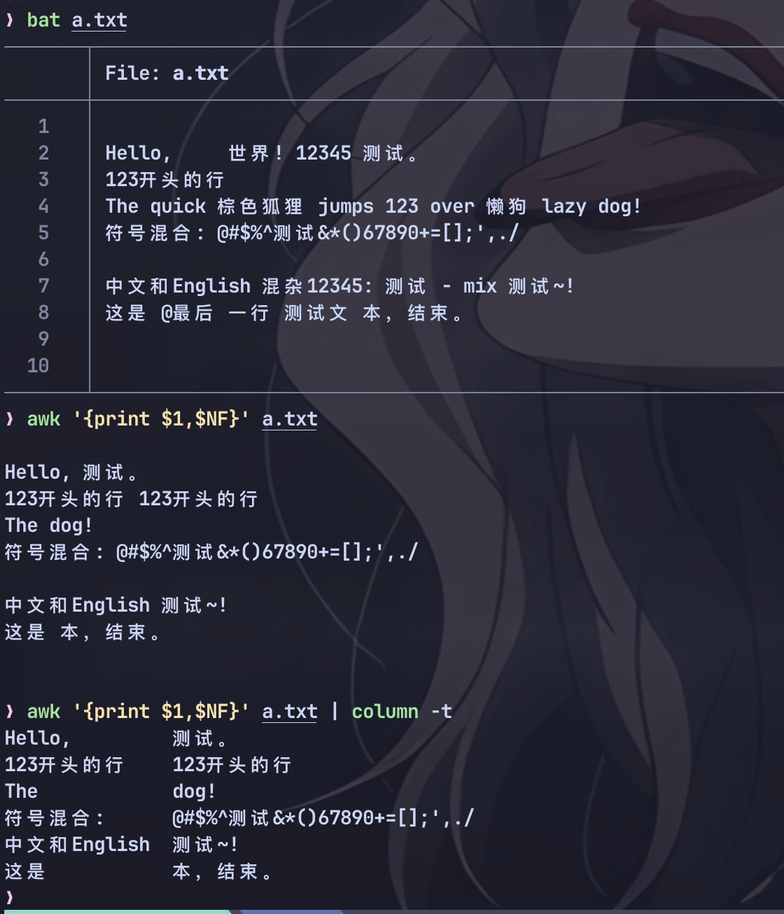 ❯ bat a.txt
File: a.txt
1
2 Hello,     世界！12345 测试。
3 123开头的行
4 The quick 棕色狐狸 jumps 123 over 懒狗 lazy dog!
5 符号混合：@#$%^测试&*()67890+=[];',./
6
7 中文和English 混杂12345: 测试 - mix 测试~!
8 这是 @最后 一行 测试文 本，结束。
9
10
❯ awk '{print $1,$NF}' a.txt
Hello, 测试。
123开头的行 123开头的行
The dog!
符号混合：@#$%^测试&*()67890+=[];',./
中文和English 测试~!
这是 本，结束。
❯ awk '{print $1,$NF}' a.txt | column -t
Hello,         测试。
123开头的行    123开头的行
The            dog!
符号混合：     @#$%^测试&*()67890+=[];',./
中文和English  测试~!
这是           本，结束。
❯